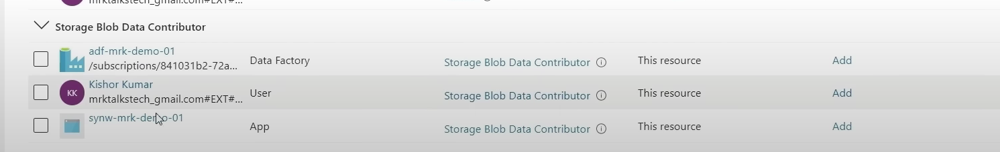 mrktalkstech_gmail.com#EXT#...
Storage Blob Data Contributor
adf-mrk-demo-01
/subscriptions/841031b2-72a...
Data Factory
Storage Blob Data Contributor
This resource
Add
Kishor Kumar
KK
mrktalkstech_gmail.com#EXT#...
User
Storage Blob Data Contributor
This resource
Add
synw-mrk-demo-01
App
Storage Blob Data Contributor
This resource
Add